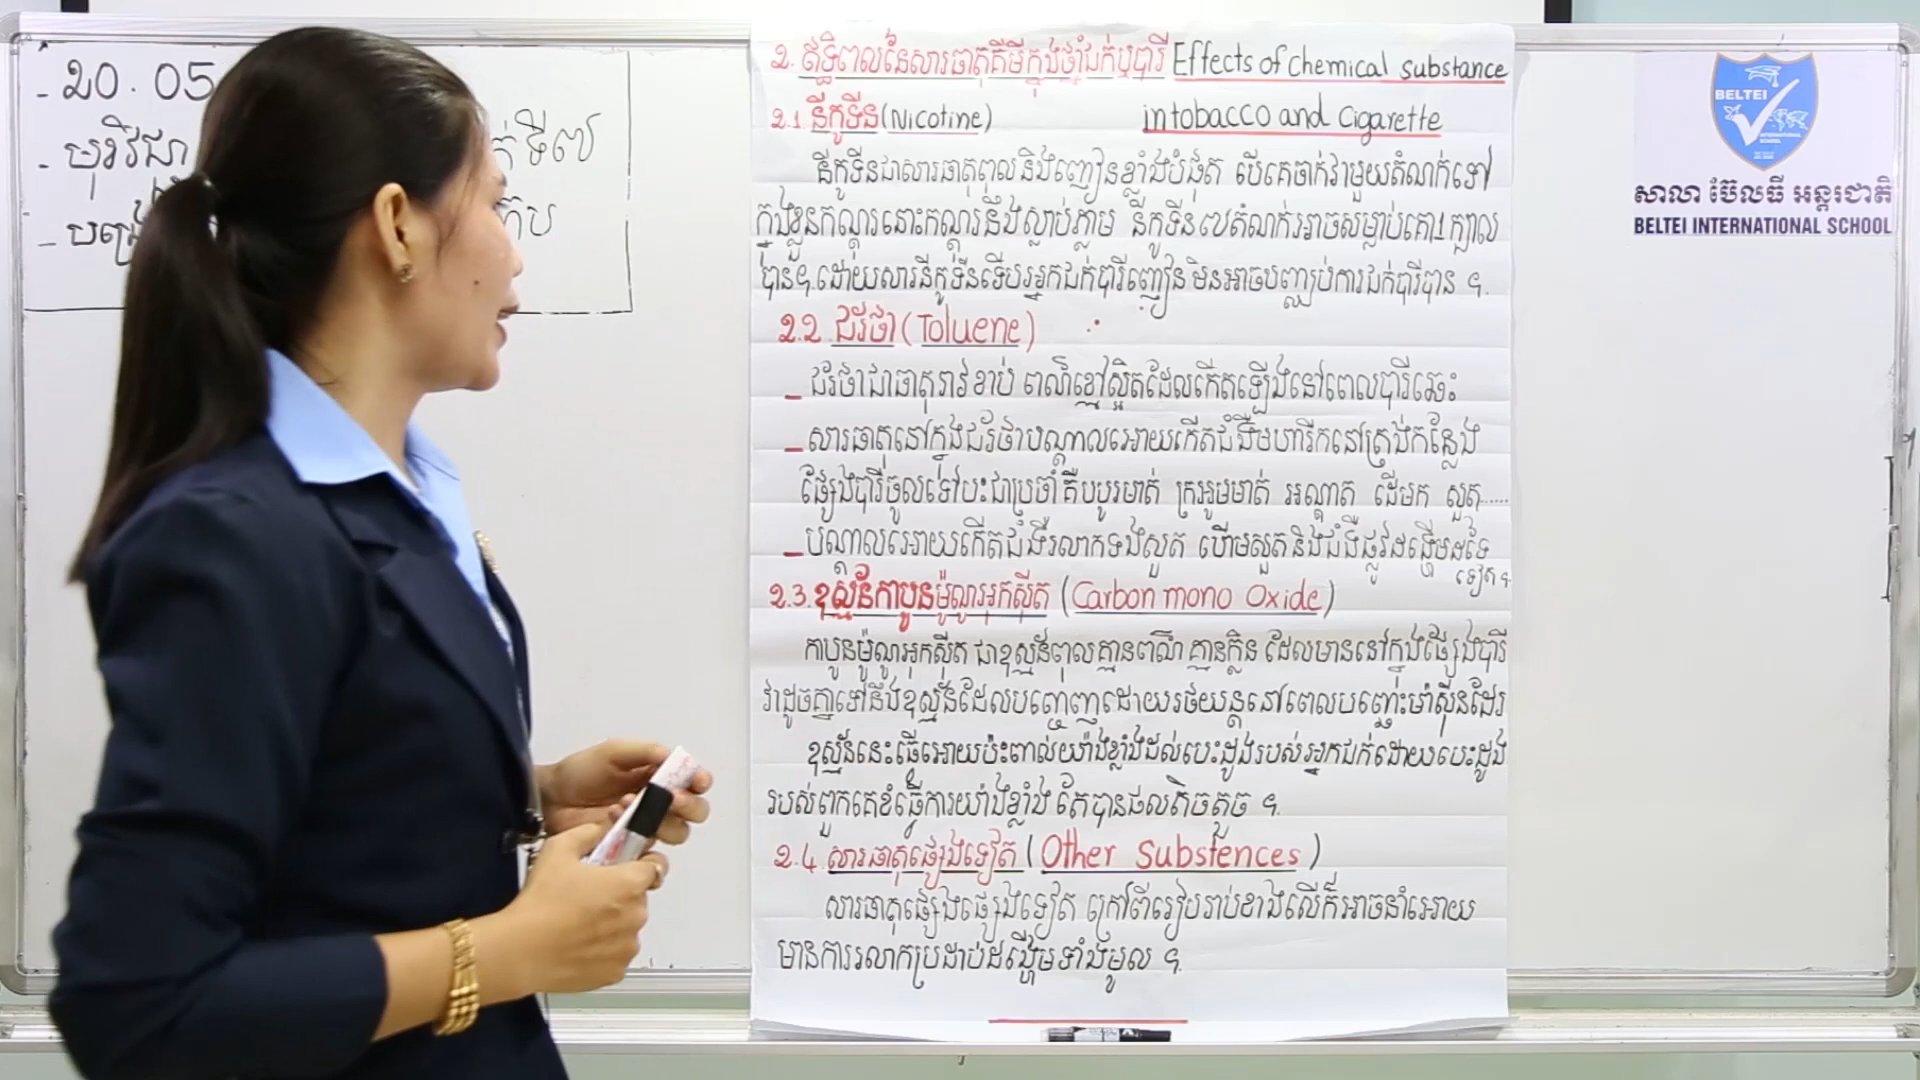 - 20.05
- មុខវិជ្ជា
ក់ទី៧
- បង្រៀន
2. ឥទ្ធិពលនៃសារធាតុគីមីក្នុងថ្នាំជក់ឬបារី Effects of chemical substance
in tobacco and Cigarette
2.1. នីកូទីន (Nicotine)
នីកូទីនជាសារធាតុពុលនិងញៀនខ្លាំងបំផុត បើគេចាក់វាមួយតំណក់ទៅ
ក្នុងខ្លួនកណ្ដុរនោះកណ្ដុរនឹងស្លាប់ភ្លាម នីកូទីន ៧តំណក់អាចសម្លាប់គោ1ក្បាល
បាន។ ដោយសារនីកូទីនទើបអ្នកជក់បារីញៀនមិនអាចបញ្ឈប់ការជក់បារីបាន ។
2.2 ជ័រថា (Toluene)
_ ជ័រថាជាធាតុរាវខាប់ ពណ៌ខ្មៅស្អិតដែលកើតឡើងនៅពេលបារីឆេះ
_ សារធាតុនៅក្នុងជ័រថាបណ្ដាលអោយកើតជំងឺមហារីកនៅត្រង់កន្លែង
ផ្សែងបារីចូលទៅប៉ះជាប្រចាំគឺបបូរមាត់ ក្រអូមមាត់ អណ្ដាត ដើមក សួត......
_ បណ្ដាលអោយកើតជំងឺរលាកទងសួត ហើមសួតនិងជំងឺផ្លូវដង្ហើមដទៃ
ទៀត។
2.3. ឧស្ម័នកាបូនម៉ូណូអុកស៊ីត (Carbon mono Oxide)
កាបូនម៉ូណូអុកស៊ីត ជាឧស្ម័នពុលគ្មានពណ៌ គ្មានក្លិន ដែលមាននៅក្នុងផ្សែងបារី
វាដូចគ្នាទៅនឹងឧស្ម័នដែលបញ្ចេញដោយរថយន្តនៅពេលបញ្ឆេះម៉ាស៊ីនដែរ
ឧស្ម័ននេះធ្វើអោយប៉ះពាល់យ៉ាងខ្លាំងដល់បេះដូងរបស់អ្នកជក់ដោយបេះដូង
របស់ពួកគេខំធ្វើការយ៉ាងខ្លាំង តែបានផលតិចតួច ។
2.4. សារធាតុផ្សេងទៀត (Other Substences)
សារធាតុផ្សេងផ្សេងទៀត ក្រៅពីរៀបរាប់ខាងលើក៏អាចនាំអោយ
មានការរលាកប្រដាប់ដង្ហើមទាំងមូល ។
BELTEI
INTERNATIONAL
SCHOOL
សាលា ប៊ែលធី អន្តរជាតិ
BELTEI INTERNATIONAL SCHOOL